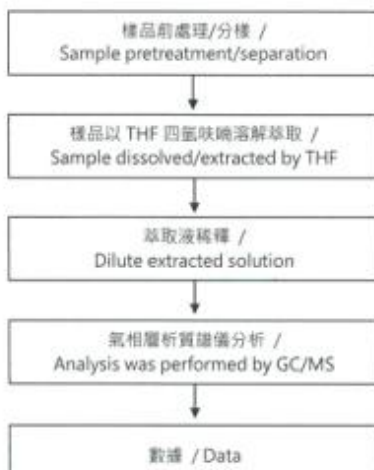 樣品前處理/分樣 /
Sample pretreatment/separation
樣品以 THF 四氫呋喃溶解萃取 /
Sample dissolved/extracted by THF
萃取液稀釋 /
Dilute extracted solution
氣相層析質譜儀分析 /
Analysis was performed by GC/MS
數據 / Data